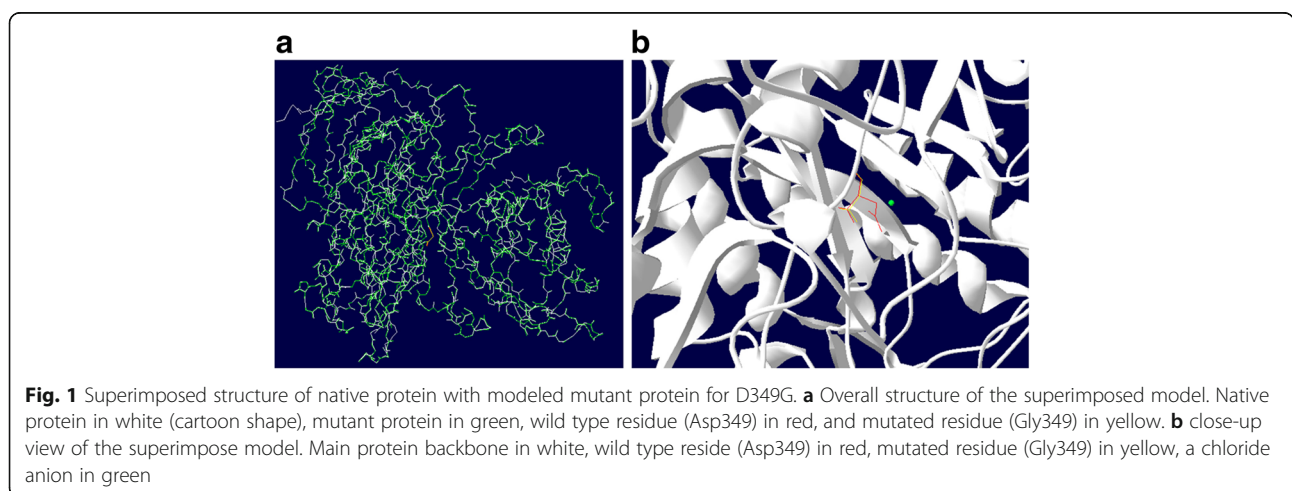 a b
Fig. 1 Superimposed structure of native protein with modeled mutant protein for D349G. a Overall structure of the superimposed model. Native
protein in white (cartoon shape), mutant protein in green, wild type residue (Asp349) in red, and mutated residue (Gly349) in yellow. b close-up
view of the superimpose model. Main protein backbone in white, wild type reside (Asp349) in red, mutated residue (Gly349) in yellow, a chloride
anion in green